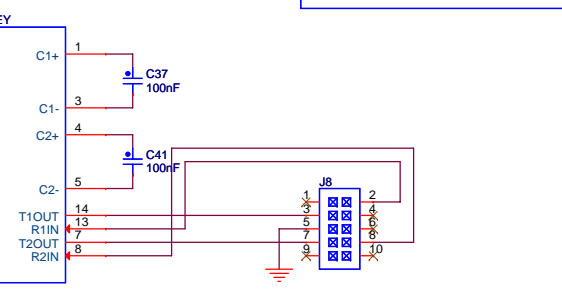 EY
C1+ 1
C37
100nF
C1- 3
C2+ 4
C41
100nF
C2- 5
J8
1 2
T1OUT 14 3 4
R1IN 13 5 6
T2OUT 7 7 8
R2IN 8 9 10